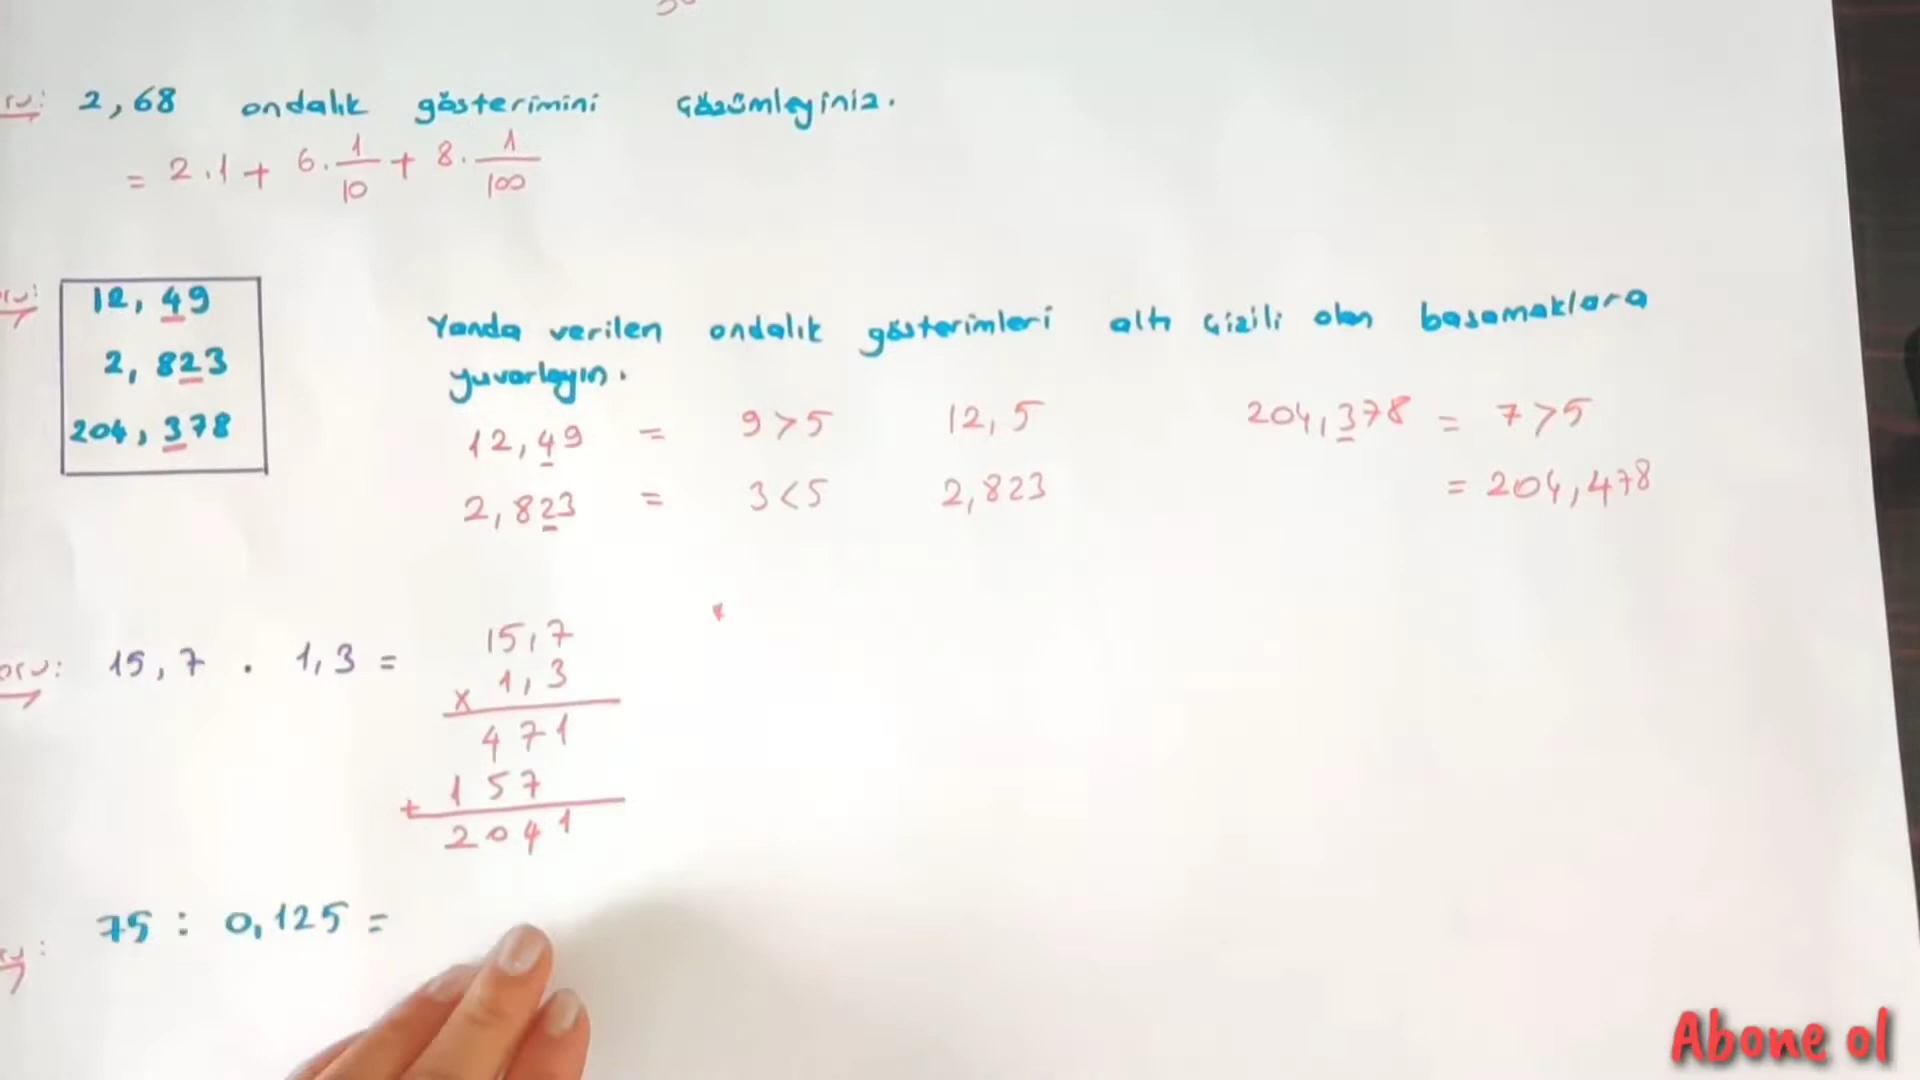 2,68 ondalık gösterimini çözümleyiniz.
= 2.1 + 6. 1/10 + 8. 1/100
12,49
2,823
204,378
Yanda verilen ondalık gösterimleri altı çizili olan basamaklara
yuvarlayın.
12,49 = 9>5 12,5
2,823 = 3<5 2,823
204,378 = 7>5
= 204,478
15,7 . 1,3 =
15,7
x 1,3
471
+ 157
2041
75 : 0,125 =
Abone ol